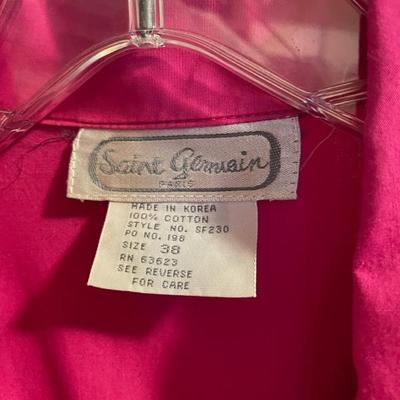 Saint Germain
PARIS
MADE IN KOREA
100% COTTON
STYLE NO. SF230
PO NO. 198
SIZE 38
RN 63623
SEE REVERSE
FOR CARE